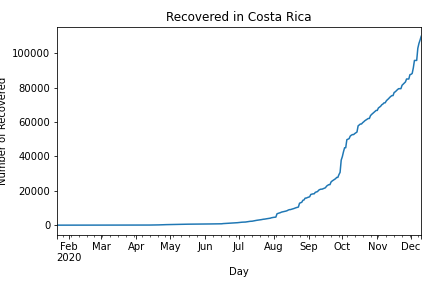 Recovered in Costa Rica
Number of Recovered
100000
80000
60000
40000
20000
0
Feb Mar Apr May Jun Jul Aug Sep Oct Nov Dec
2020
Day